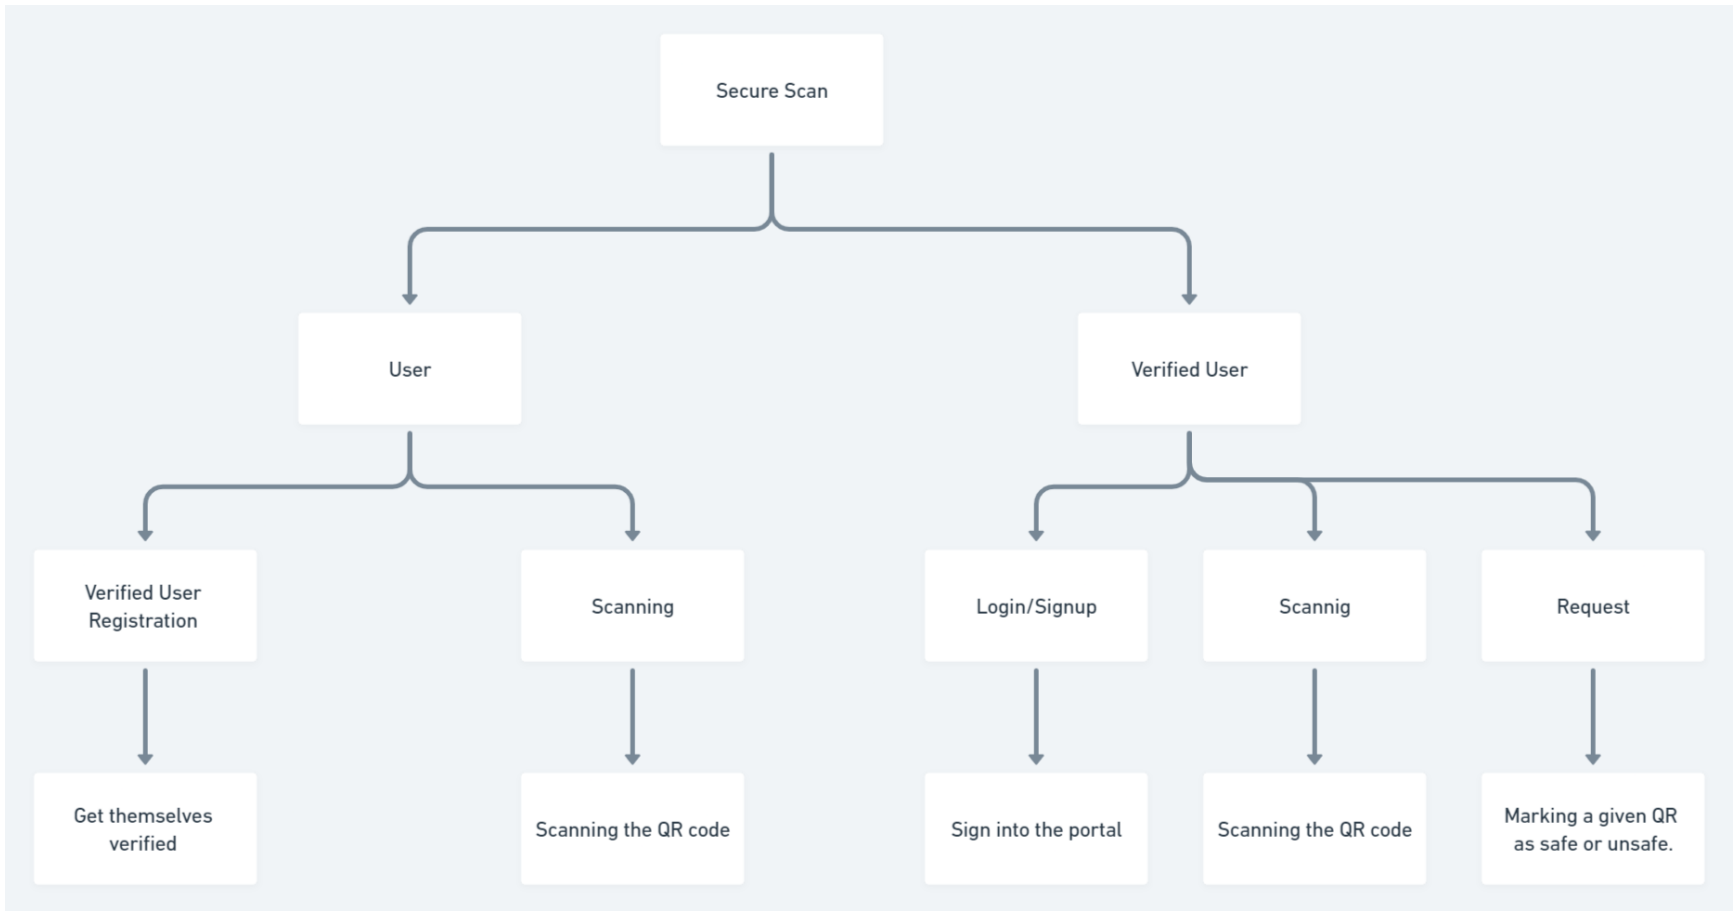 Secure Scan
User
Verified User
Verified User
Registration
Scanning
Login/Signup
Scannig
Request
Get themselves
verified
Scanning the QR code
Sign into the portal
Scanning the QR code
Marking a given QR
as safe or unsafe.